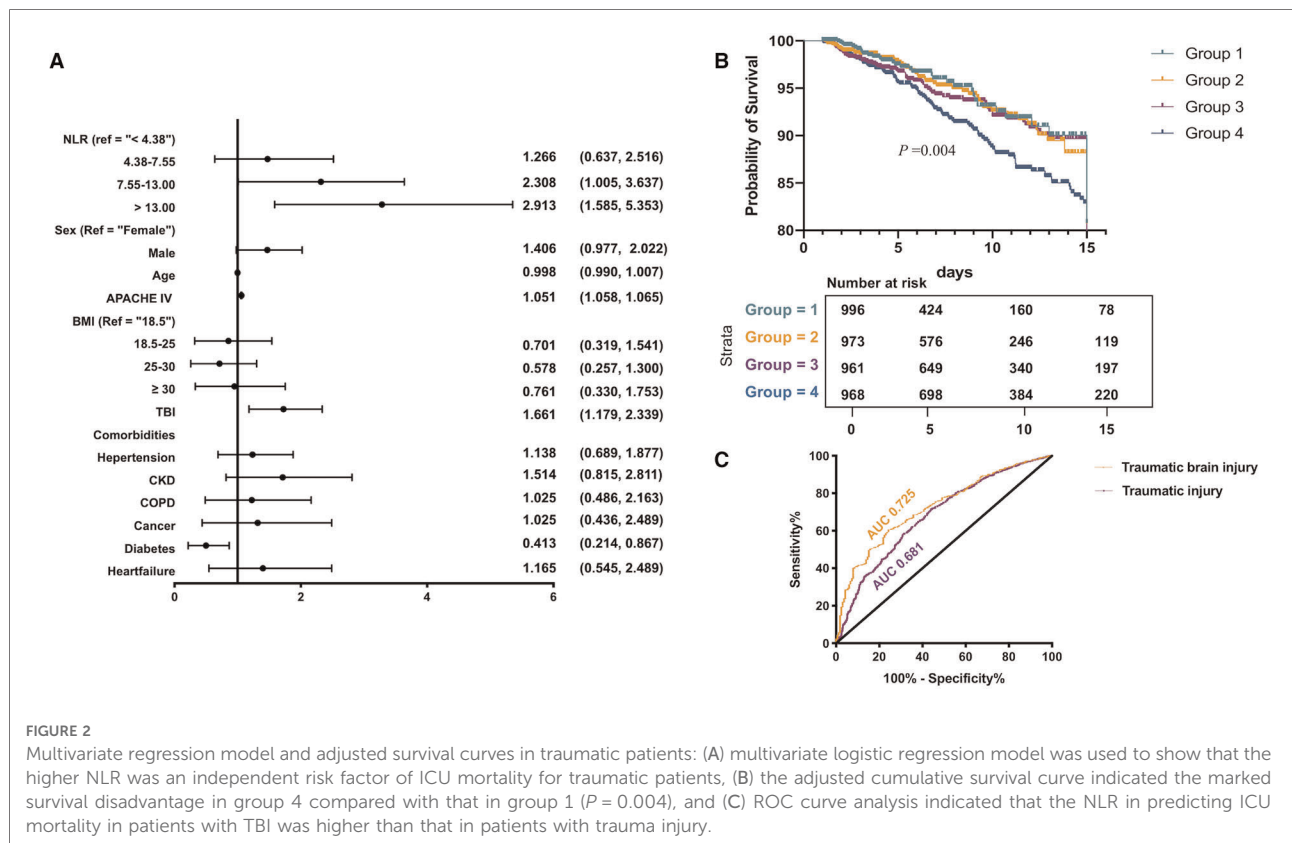 A
NLR (ref = "< 4.38")
4.38-7.55 1.266 (0.637, 2.516)
7.55-13.00 2.308 (1.005, 3.637)
> 13.00 2.913 (1.585, 5.353)
Sex (Ref = "Female")
Male 1.406 (0.977, 2.022)
Age 0.998 (0.990, 1.007)
APACHE IV 1.051 (1.058, 1.065)
BMI (Ref = "18.5")
18.5-25 0.701 (0.319, 1.541)
25-30 0.578 (0.257, 1.300)
≥ 30 0.761 (0.330, 1.753)
TBI 1.661 (1.179, 2.339)
Comorbidities
Hepertension 1.138 (0.689, 1.877)
CKD 1.514 (0.815, 2.811)
COPD 1.025 (0.486, 2.163)
Cancer 1.025 (0.436, 2.489)
Diabetes 0.413 (0.214, 0.867)
Heartfailure 1.165 (0.545, 2.489)
0 2 4 6
B
Probability of Survival
100
95
90
85
80
P =0.004
0 5 10 15
days
Group 1
Group 2
Group 3
Group 4
Number at risk
Strata
Group = 1 996 424 160 78
Group = 2 973 576 246 119
Group = 3 961 649 340 197
Group = 4 968 698 384 220
0 5 10 15
C
Sensitivity%
100
80
60
40
20
0
AUC 0.725
AUC 0.681
0 20 40 60 80 100
100% - Specificity%
Traumatic brain injury
Traumatic injury
FIGURE 2
Multivariate regression model and adjusted survival curves in traumatic patients: (A) multivariate logistic regression model was used to show that the
higher NLR was an independent risk factor of ICU mortality for traumatic patients, (B) the adjusted cumulative survival curve indicated the marked
survival disadvantage in group 4 compared with that in group 1 (P = 0.004), and (C) ROC curve analysis indicated that the NLR in predicting ICU
mortality in patients with TBI was higher than that in patients with trauma injury.